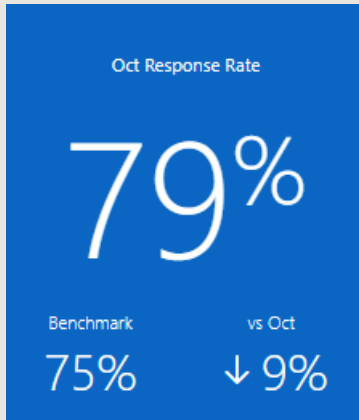 Oct Response Rate
79%
Benchmark vs Oct
75% ↓ 9%